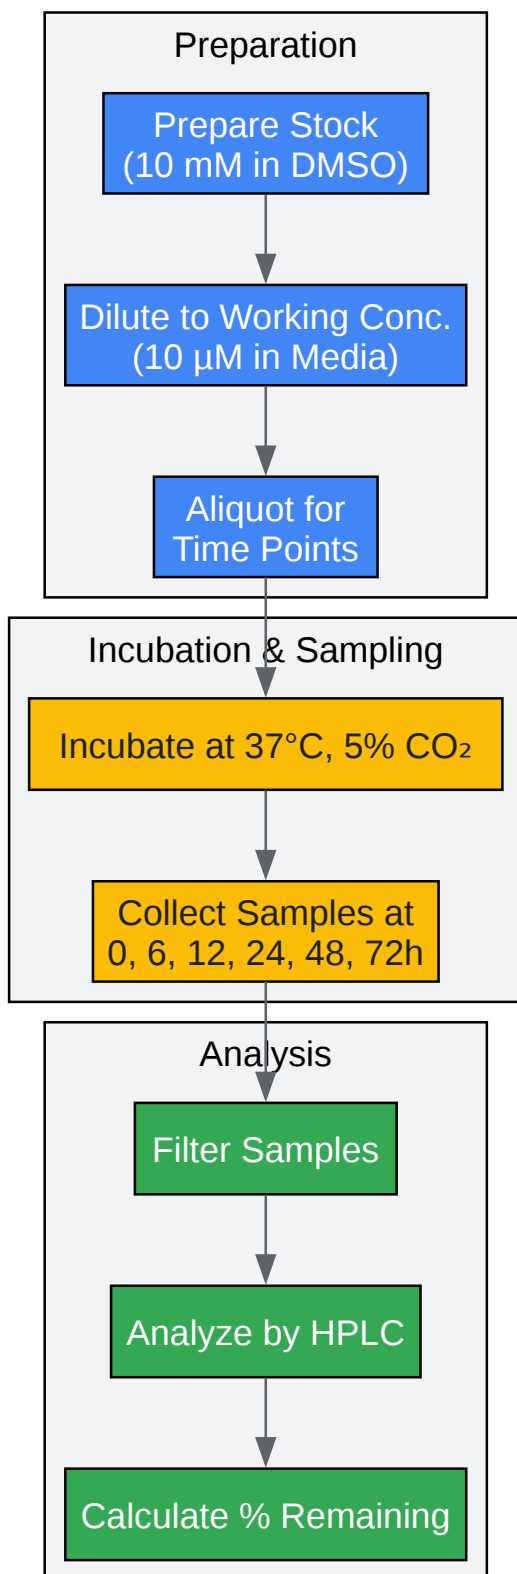 Preparation
Prepare Stock
(10 mM in DMSO)
Dilute to Working Conc.
(10 µM in Media)
Aliquot for
Time Points
Incubation & Sampling
Incubate at 37°C, 5% CO₂
Collect Samples at
0, 6, 12, 24, 48, 72h
Analysis
Filter Samples
Analyze by HPLC
Calculate % Remaining